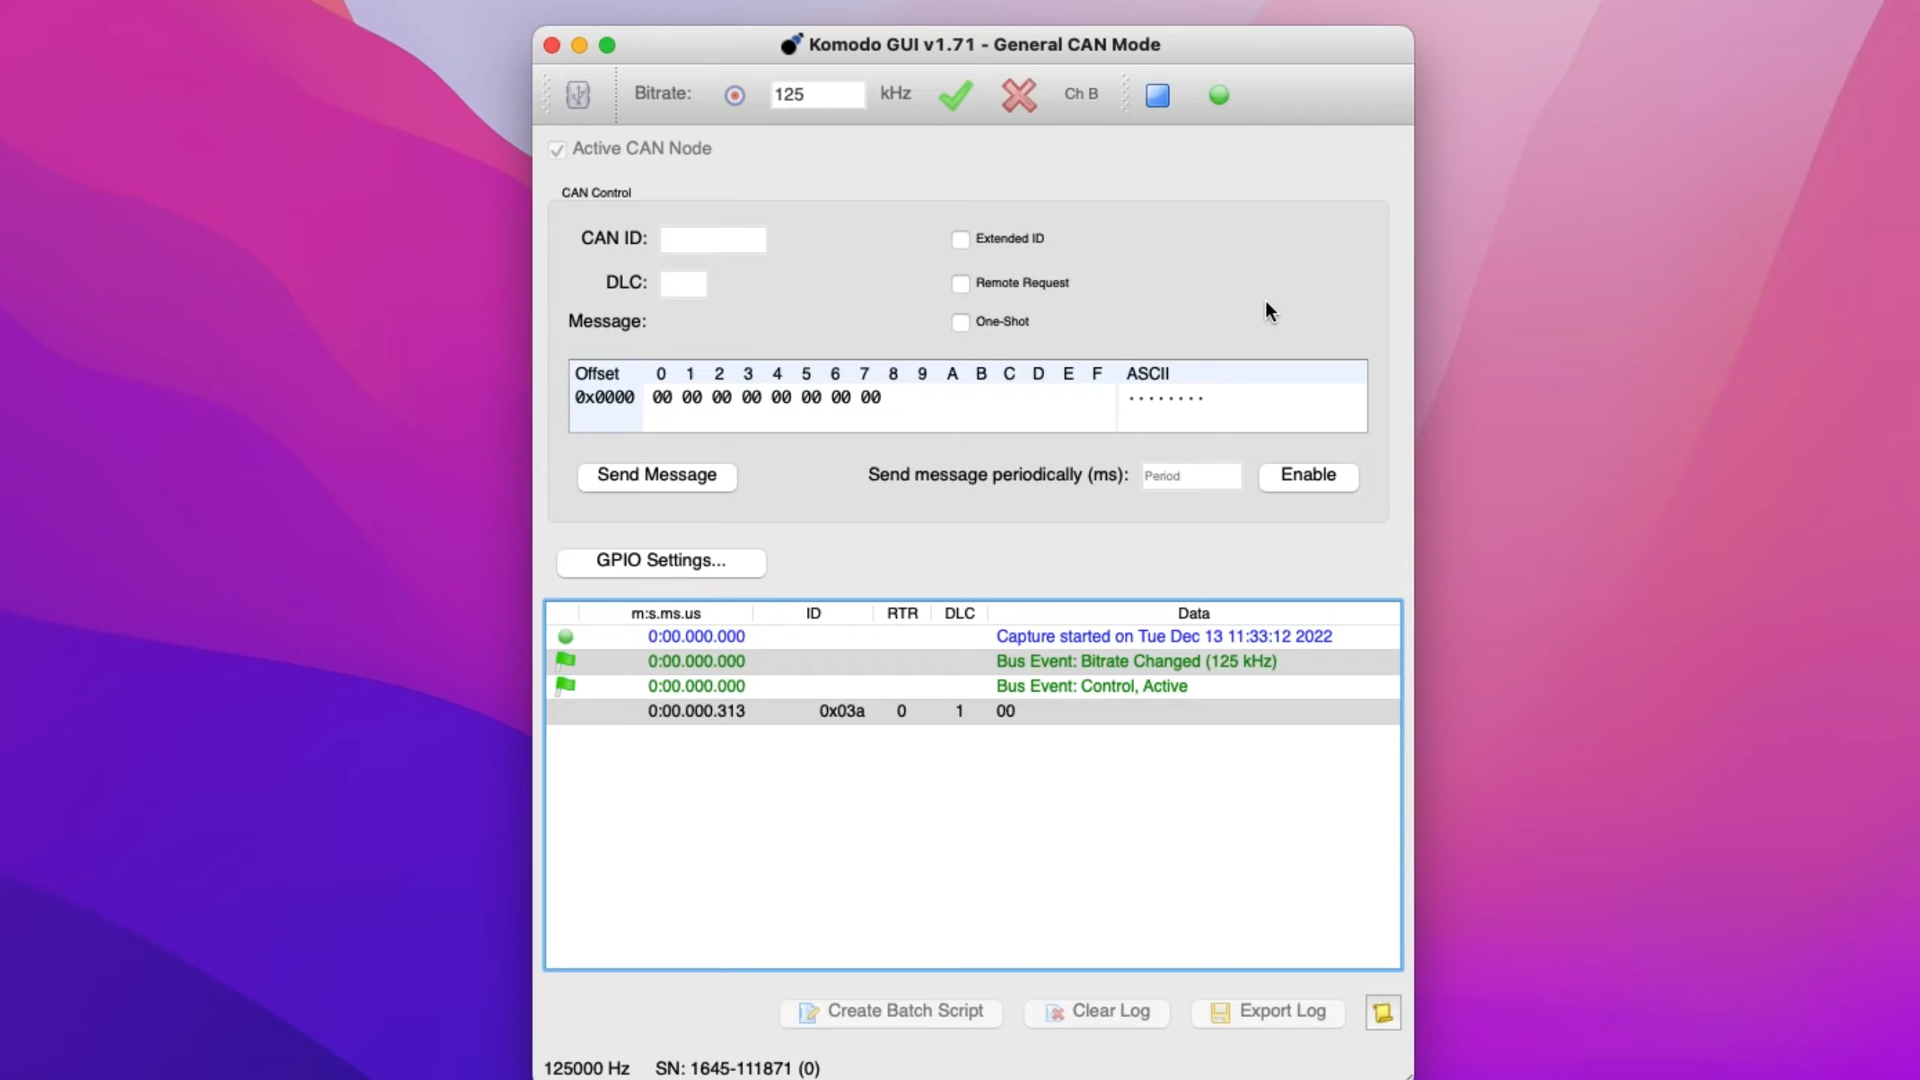 Komodo GUI v1.71 - General CAN Mode
Bitrate: 125 kHz Ch B
Active CAN Node
CAN Control
CAN ID: Extended ID
DLC: Remote Request
Message: One-Shot
Offset 0 1 2 3 4 5 6 7 8 9 A B C D E F ASCII
0x0000 00 00 00 00 00 00 00 00 ........
Send Message Send message periodically (ms): Period Enable
GPIO Settings...
m:s.ms.us ID RTR DLC Data
0:00.000.000 Capture started on Tue Dec 13 11:33:12 2022
0:00.000.000 Bus Event: Bitrate Changed (125 kHz)
0:00.000.000 Bus Event: Control, Active
0:00.000.313 0x03a 0 1 00
Create Batch Script Clear Log Export Log
125000 Hz SN: 1645-111871 (0)